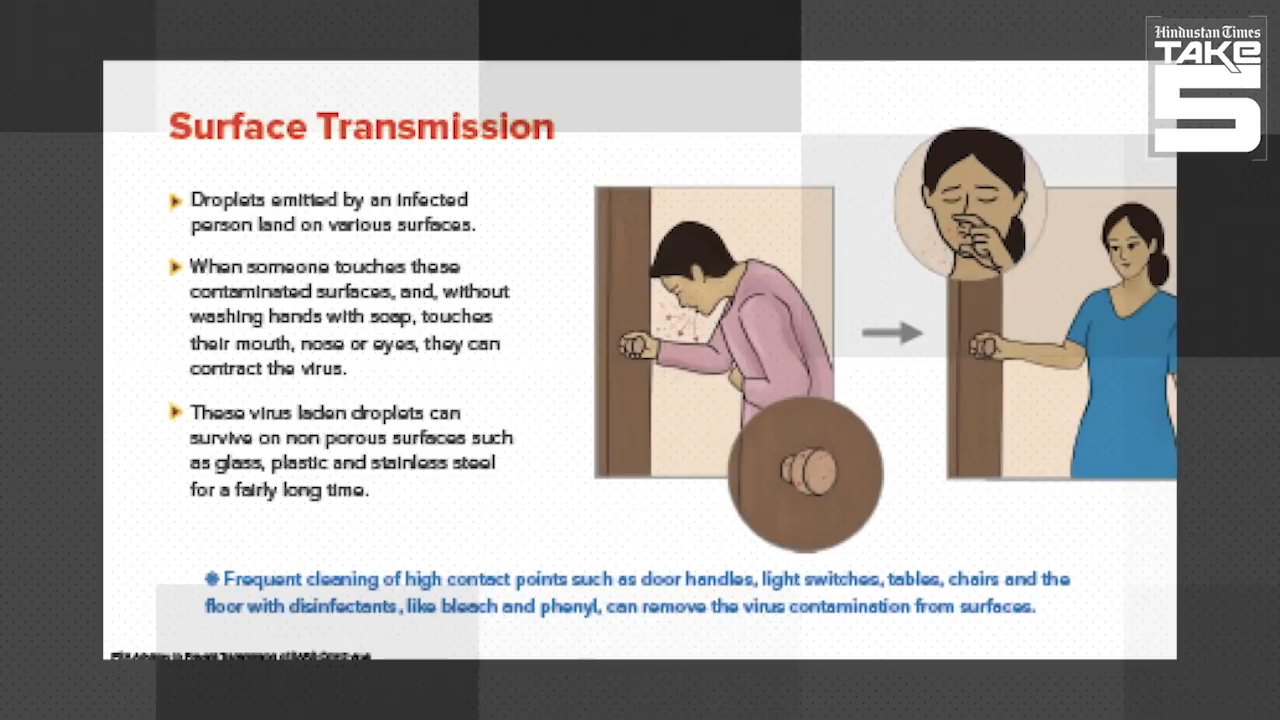 Hindustan Times
TAKE
5
Surface Transmission
Droplets emitted by an infected
person land on various surfaces.
When someone touches these
contaminated surfaces, and, without
washing hands with soap, touches
their mouth, nose or eyes, they can
contract the virus.
These virus laden droplets can
survive on non porous surfaces such
as glass, plastic and stainless steel
for a fairly long time.
Frequent cleaning of high contact points such as door handles, light switches, tables, chairs and the
floor with disinfectants, like bleach and phenyl, can remove the virus contamination from surfaces.